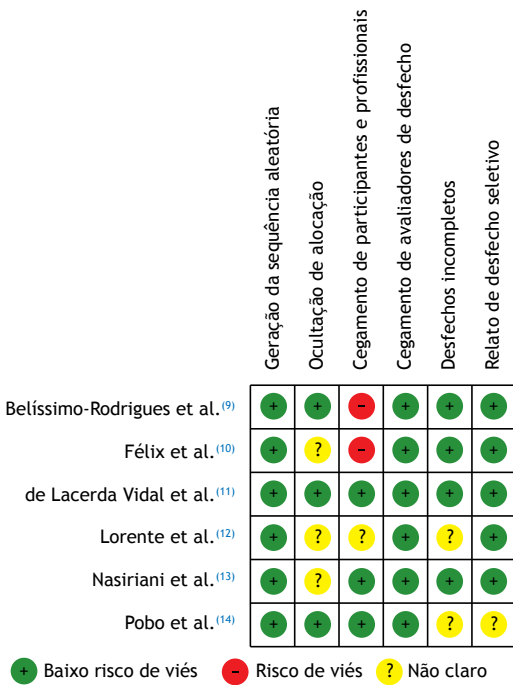 Geração da sequência aleatória
Ocultação de alocação
Cegamento de participantes e profissionais
Cegamento de avaliadores de desfecho
Desfechos incompletos
Relato de desfecho seletivo
Belíssimo-Rodrigues et al.(9) + + - + + +
Félix et al.(10) + ? - + + +
de Lacerda Vidal et al.(11) + + + + + +
Lorente et al.(12) + ? ? + ? +
Nasiriani et al.(13) + ? + + + +
Pobo et al.(14) + + + + ? ?
+ Baixo risco de viés - Risco de viés ? Não claro